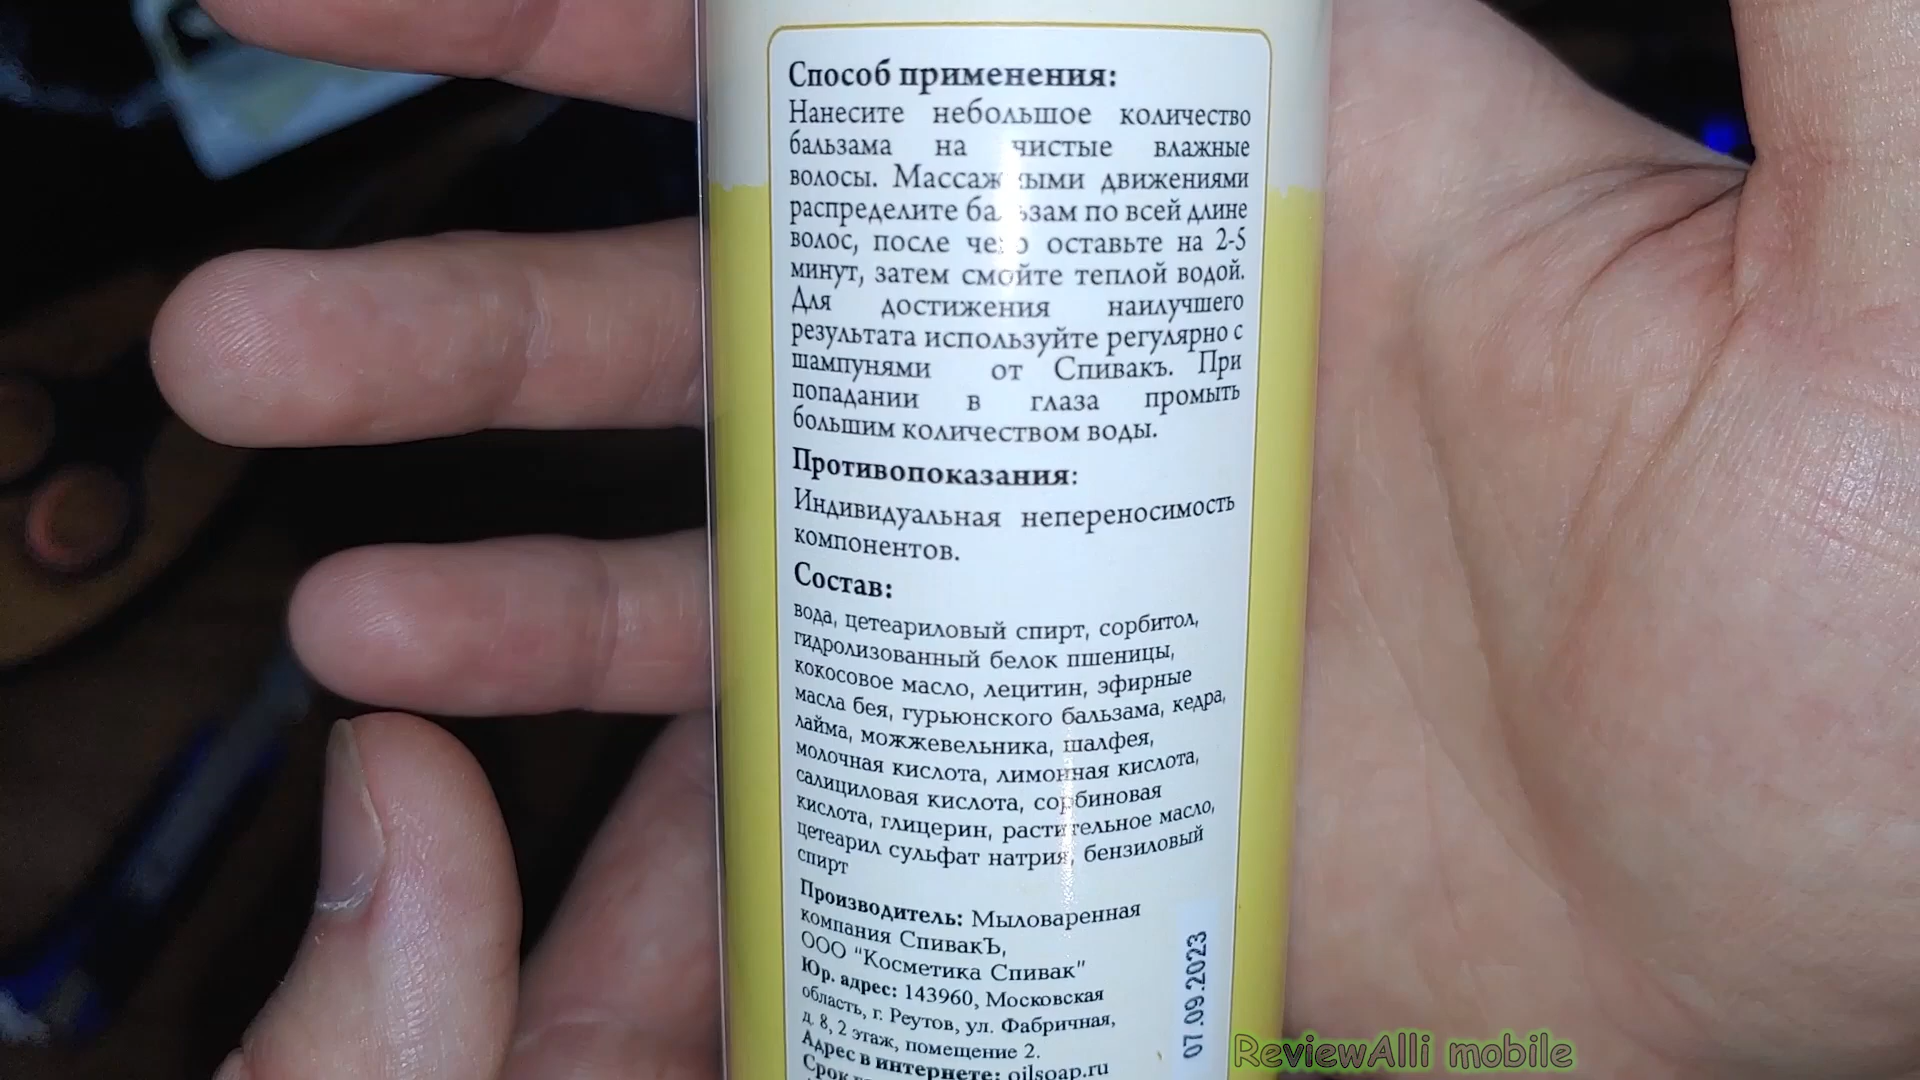 Способ применения:
Нанесите небольшое количество
бальзама на чистые влажные
волосы. Массажными движениями
распределите бальзам по всей длине
волос, после чего оставьте на 2-5
минут, затем смойте теплой водой.
Для достижения наилучшего
результата используйте регулярно с
шампунями от Спивакъ. При
попадании в глаза промыть
большим количеством воды.
Противопоказания:
Индивидуальная непереносимость
компонентов.
Состав:
вода, цетеариловый спирт, сорбитол,
гидролизованный белок пшеницы,
кокосовое масло, лецитин, эфирные
масла бея, гурьюнского бальзама, кедра,
лайма, можжевельника, шалфея,
молочная кислота, лимонная кислота,
салициловая кислота, сорбиновая
кислота, глицерин, растительное масло,
цетеарил сульфат натрия, бензиловый
спирт
Производитель: Мыловаренная
компания СпивакЪ,
ООО "Косметика Спивак"
Юр. адрес: 143960, Московская
область, г. Реутов, ул. Фабричная,
д. 8, 2 этаж, помещение 2.
Адрес в интернете: oilsoap.ru
Срок
07.09.2023
ReviewAlli mobile